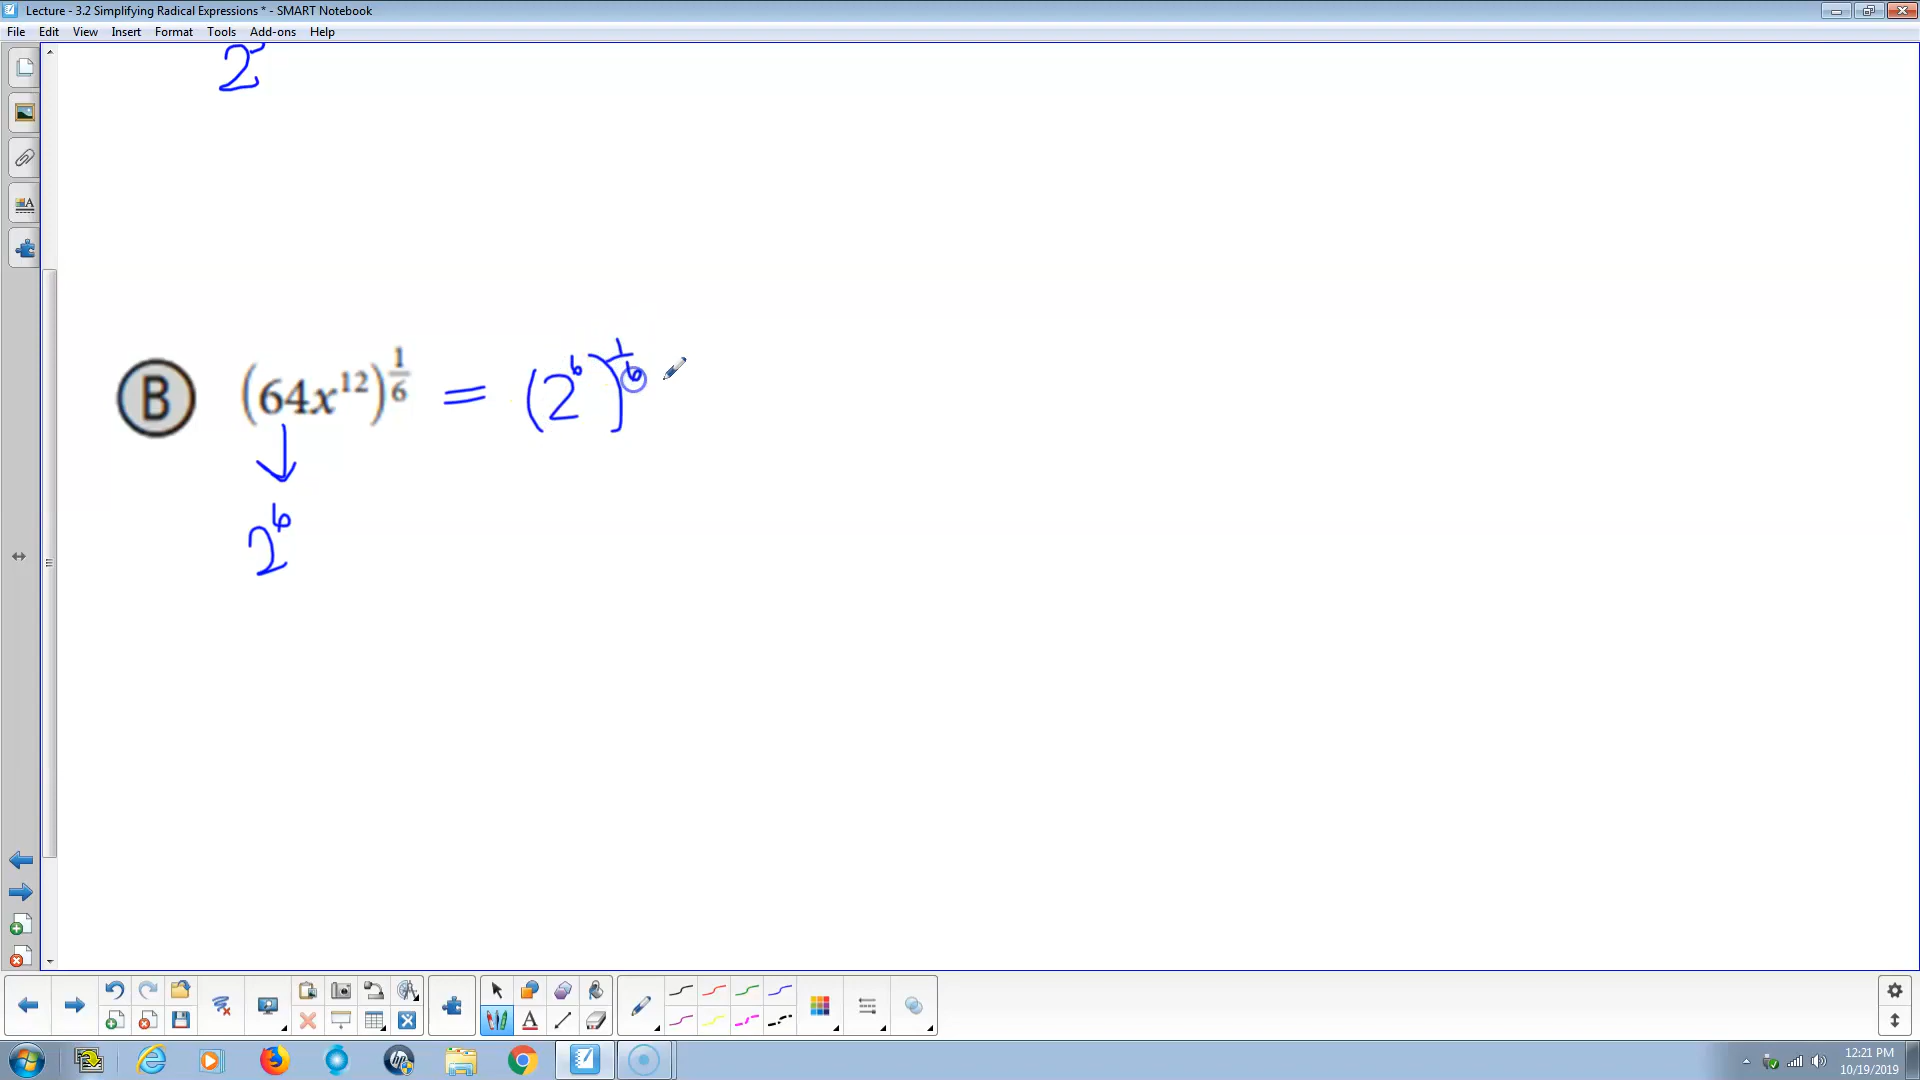 Lecture - 3.2 Simplifying Radical Expressions * - SMART Notebook
File Edit View Insert Format Tools Add-ons Help
2
B (64x¹²)^(1/6) = (2⁶)^(1/6)
2⁶
12:21 PM
10/19/2019